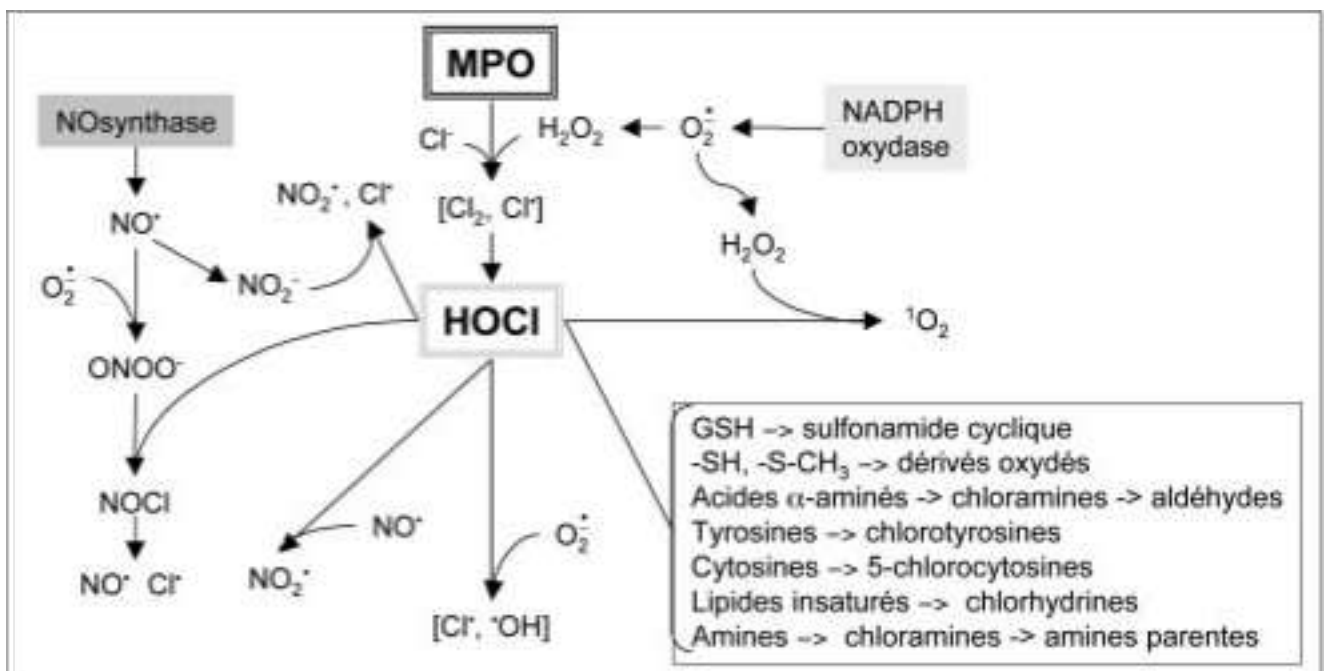 MPO
NOsynthase
NADPH
oxydase
Cl⁻
H₂O₂
O₂•̄
NO₂•, Cl•
[Cl₂, Cl•]
NO•
H₂O₂
O₂•̄
NO₂⁻
HOCl
¹O₂
ONOO⁻
GSH –> sulfonamide cyclique
-SH, -S-CH₃ –> dérivés oxydés
Acides α-aminés -> chloramines -> aldéhydes
Tyrosines –> chlorotyrosines
Cytosines –> 5-chlorocytosines
Lipides insaturés –> chlorhydrines
Amines –> chloramines -> amines parentes
NOCl
NO•
O₂•̄
NO• Cl•
NO₂•
[Cl•, •OH]